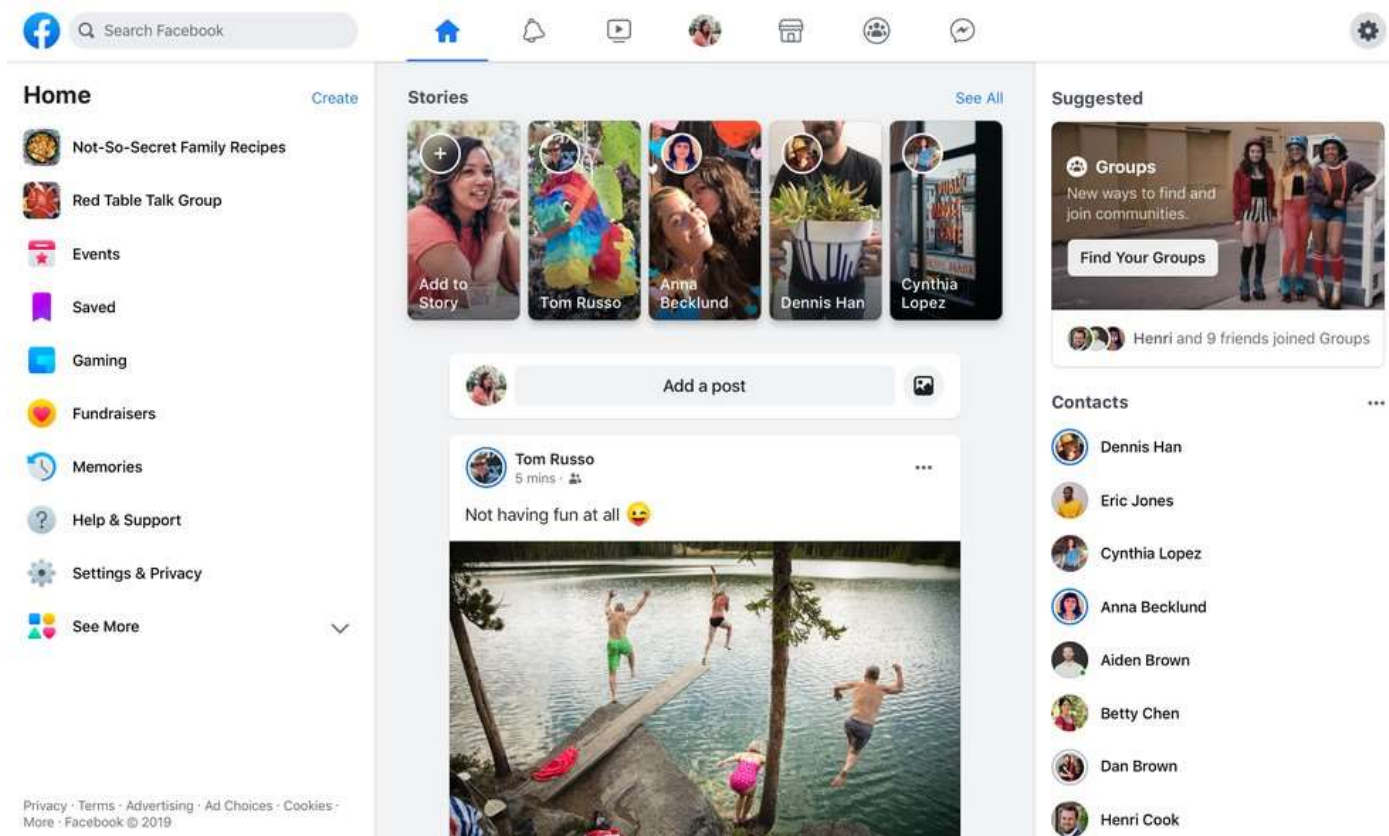 Search Facebook
Home
Create
Not-So-Secret Family Recipes
Red Table Talk Group
Events
Saved
Gaming
Fundraisers
Memories
Help & Support
Settings & Privacy
See More
Privacy · Terms · Advertising · Ad Choices · Cookies ·
More · Facebook © 2019
Stories
See All
Add to
Story
Tom Russo
Anna
Becklund
Dennis Han
PUBLIC
MARKET
Cynthia
Lopez
Add a post
Tom Russo
5 mins ·
Not having fun at all 😜
Suggested
Groups
New ways to find and
join communities.
Find Your Groups
Henri and 9 friends joined Groups
Contacts
Dennis Han
Eric Jones
Cynthia Lopez
Anna Becklund
Aiden Brown
Betty Chen
Dan Brown
Henri Cook